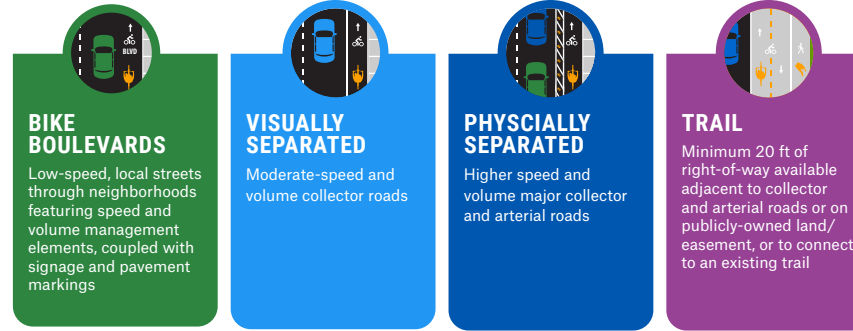 BLVD
BIKE
BOULEVARDS
Low-speed, local streets
through neighborhoods
featuring speed and
volume management
elements, coupled with
signage and pavement
markings
VISUALLY
SEPARATED
Moderate-speed and
volume collector roads
PHYSCIALLY
SEPARATED
Higher speed and
volume major collector
and arterial roads
TRAIL
Minimum 20 ft of
right-of-way available
adjacent to collector
and arterial roads or on
publicly-owned land/
easement, or to connect
to an existing trail